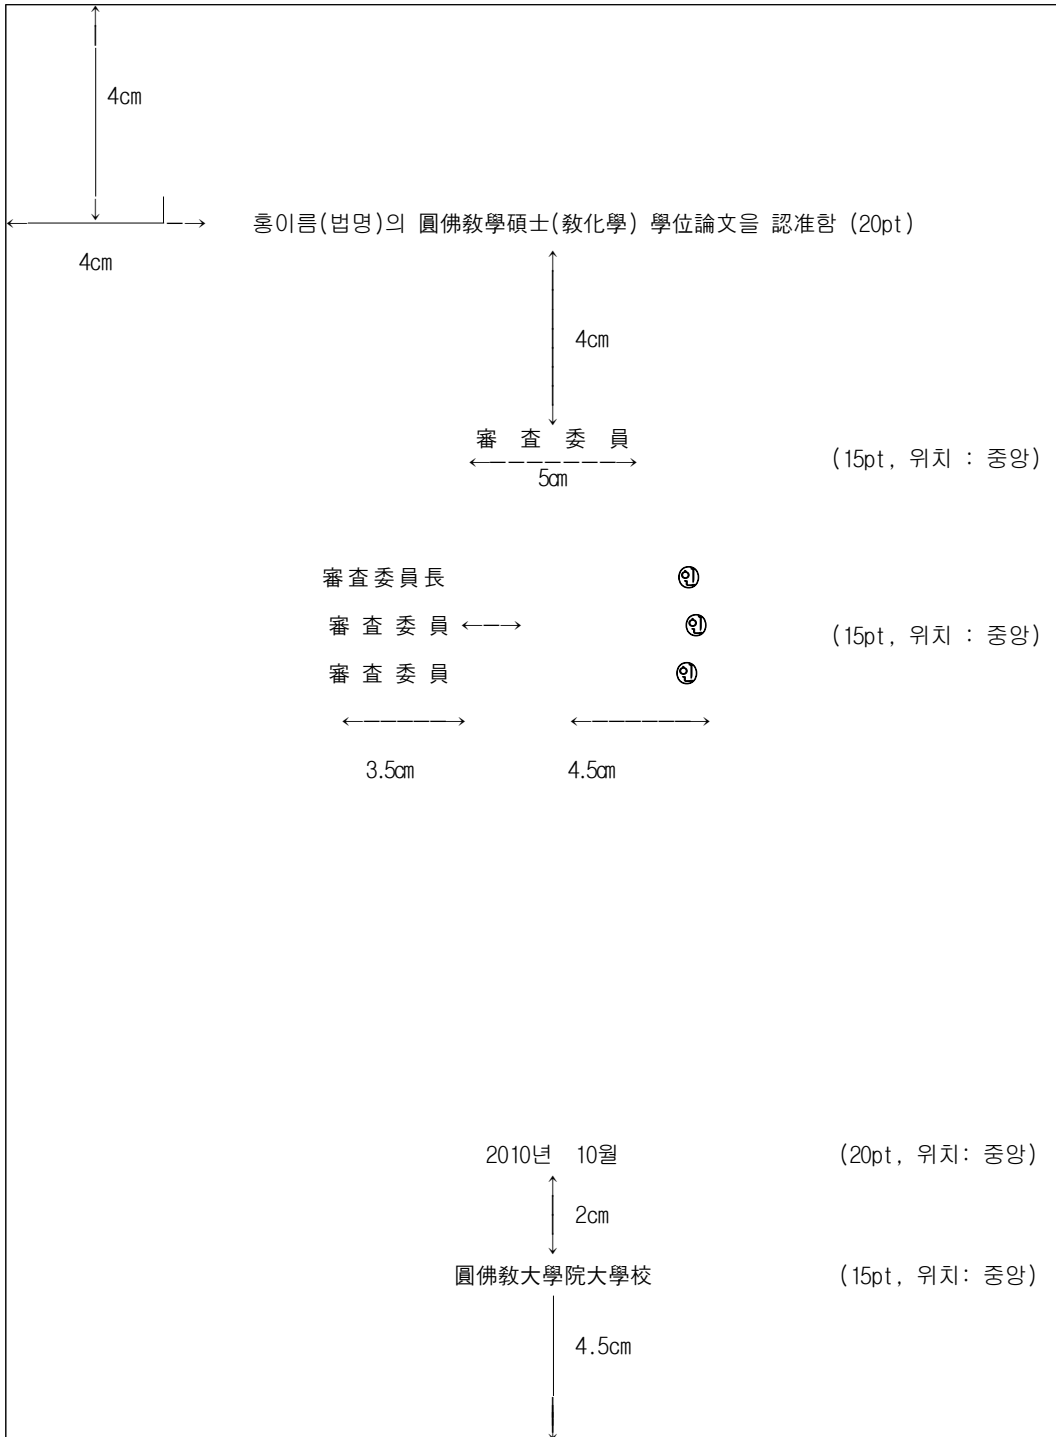 4cm
홍이름(법명)의 圓佛敎學碩士(敎化學) 學位論文을 認准함 (20pt)
4cm
4cm
審 査 委 員
(15pt, 위치 : 중앙)
5㎝
審査委員長 ㊞
審 査 委 員 ㊞
(15pt, 위치 : 중앙)
審 査 委 員 ㊞
3.5㎝ 4.5㎝
2010년 10월 (20pt, 위치: 중앙)
2cm
圓佛敎大學院大學校 (15pt, 위치: 중앙)
4.5cm